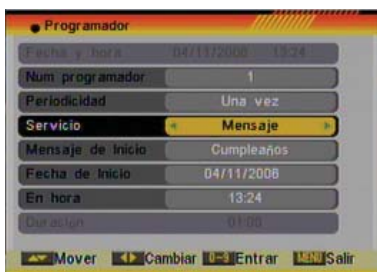 Programador
Fecha y hora 04/11/2008 13:24
Num programador 1
Periodicidad Una vez
Servicio Mensaje
Mensaje de Inicio Cumpleaños
Fecha de Inicio 04/11/2008
En hora 13:24
Duración 01:00
Mover Cambiar 0-9 Entrar MENU Salir